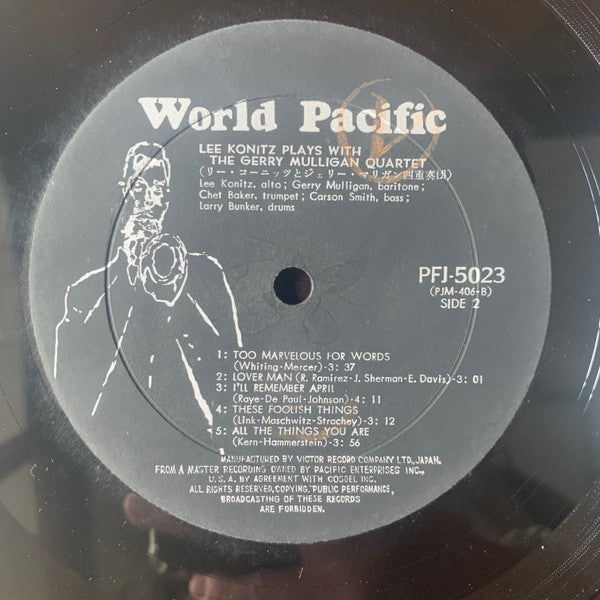 World Pacific
LEE KONITZ PLAYS WITH
THE GERRY MULLIGAN QUARTET
(リー・コーニッツとジェリー・マリガン四重奏団)
Lee Konitz, alto; Gerry Mulligan, baritone;
Chet Baker, trumpet; Carson Smith, bass;
Larry Bunker, drums
PFJ-5023
(PJM-406-B)
SIDE 2
1: TOO MARVELOUS FOR WORDS
(Whiting-Mercer)-3: 37
2: LOVER MAN (R. Ramirez-J. Sherman-E. Davis)-3: 01
3: I'LL REMEMBER APRIL
(Raye-De Paul-Johnson)-4: 11
4: THESE FOOLISH THINGS
(Link-Maschwitz-Strachey)-3: 12
5: ALL THE THINGS YOU ARE
(Kern-Hammerstein)-3: 56
MANUFACTURED BY VICTOR RECORD COMPANY LTD, JAPAN.
FROM A MASTER RECORDING OWNED BY PACIFIC ENTERPRISES INC.,
U. S. A. BY AGREEMENT WITH COSDEL INC.
ALL RIGHTS RESERVED, COPYING, PUBLIC PERFORMANCE,
BROADCASTING OF THESE RECORDS
ARE FORBIDDEN.